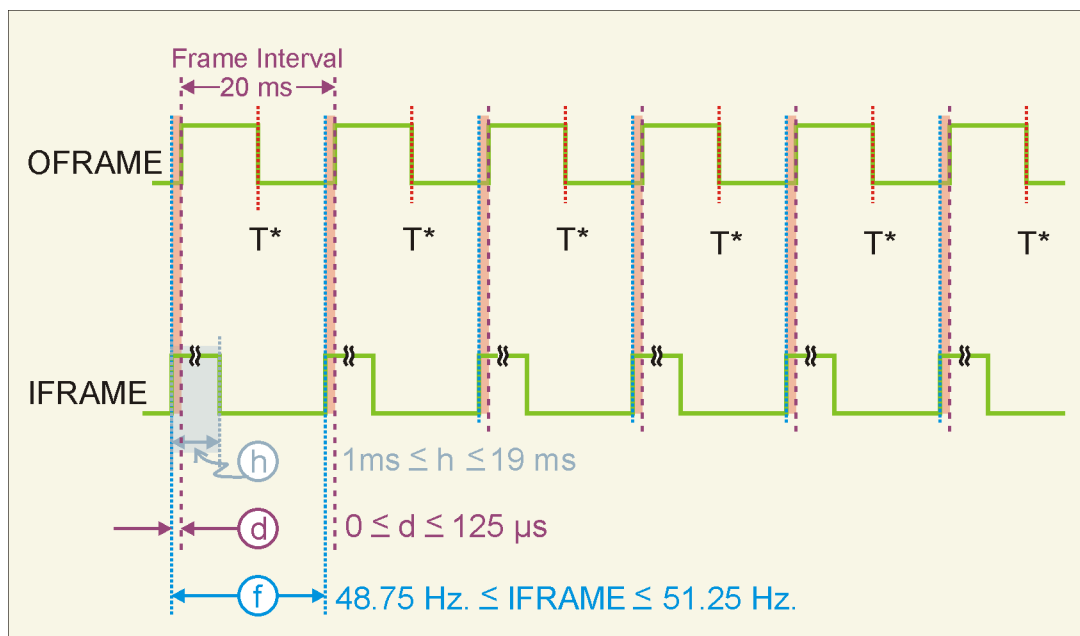 Frame Interval
20 ms
OFRAME
T* T* T* T* T* T*
IFRAME
h 1ms ≤ h ≤ 19 ms
d 0 ≤ d ≤ 125 µs
f 48.75 Hz. ≤ IFRAME ≤ 51.25 Hz.